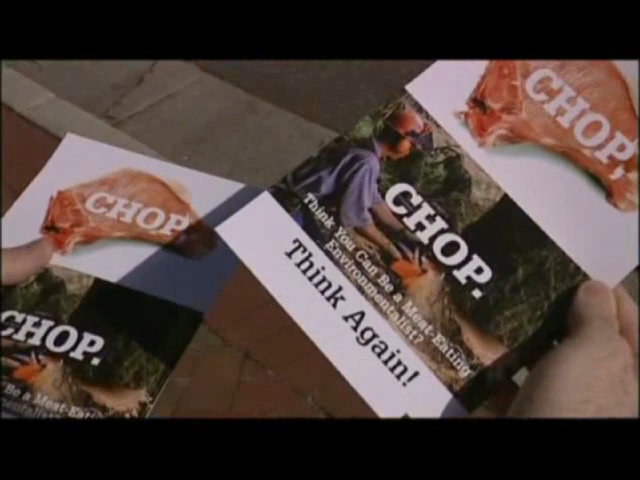 CHOP.
CHOP,
CHOP.
Think You Can Be a Meat-Eating
Environmentalist?
Think Again!
CHOP.
Be a Meat-Eating